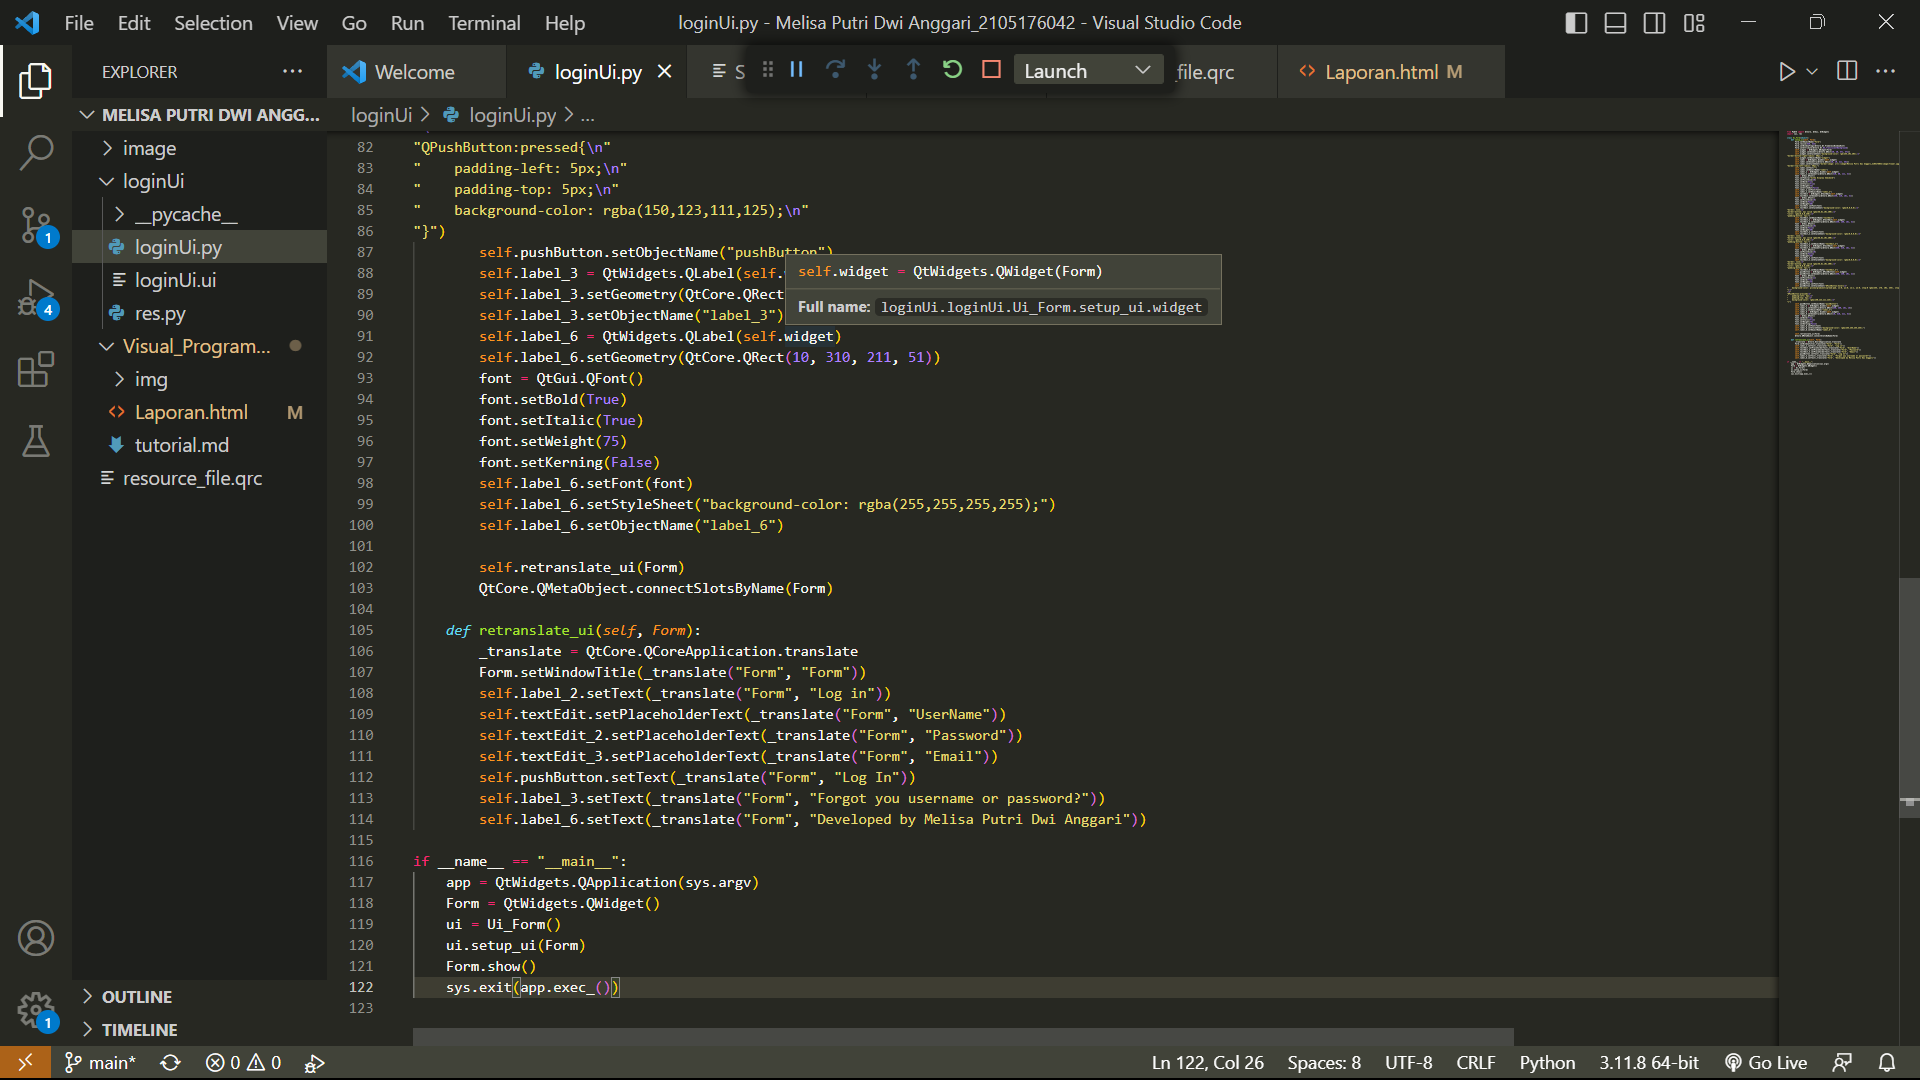 File Edit Selection View Go Run Terminal Help
loginUi.py - Melisa Putri Dwi Anggari_2105176042 - Visual Studio Code
EXPLORER
Welcome
loginUi.py
S
Launch
file.qrc
Laporan.html M
MELISA PUTRI DWI ANGG...
image
loginUi
__pycache__
loginUi.py
loginUi.ui
res.py
Visual_Program...
img
Laporan.html M
tutorial.md
resource_file.qrc
OUTLINE
TIMELINE
1
4
1
loginUi > loginUi.py > ...
82 "QPushButton:pressed{\n"
83 " padding-left: 5px;\n"
84 " padding-top: 5px;\n"
85 " background-color: rgba(150,123,111,125);\n"
86 "}")
87 self.pushButton.setObjectName("pushButton")
88 self.label_3 = QtWidgets.QLabel(self.
89 self.label_3.setGeometry(QtCore.QRect
90 self.label_3.setObjectName("label_3")
self.widget = QtWidgets.QWidget(Form)
Full name: loginUi.loginUi.Ui_Form.setup_ui.widget
91 self.label_6 = QtWidgets.QLabel(self.widget)
92 self.label_6.setGeometry(QtCore.QRect(10, 310, 211, 51))
93 font = QtGui.QFont()
94 font.setBold(True)
95 font.setItalic(True)
96 font.setWeight(75)
97 font.setKerning(False)
98 self.label_6.setFont(font)
99 self.label_6.setStyleSheet("background-color: rgba(255,255,255,255);")
100 self.label_6.setObjectName("label_6")
101
102 self.retranslate_ui(Form)
103 QtCore.QMetaObject.connectSlotsByName(Form)
104
105 def retranslate_ui(self, Form):
106 _translate = QtCore.QCoreApplication.translate
107 Form.setWindowTitle(_translate("Form", "Form"))
108 self.label_2.setText(_translate("Form", "Log in"))
109 self.textEdit.setPlaceholderText(_translate("Form", "UserName"))
110 self.textEdit_2.setPlaceholderText(_translate("Form", "Password"))
111 self.textEdit_3.setPlaceholderText(_translate("Form", "Email"))
112 self.pushButton.setText(_translate("Form", "Log In"))
113 self.label_3.setText(_translate("Form", "Forgot you username or password?"))
114 self.label_6.setText(_translate("Form", "Developed by Melisa Putri Dwi Anggari"))
115
116 if __name__ == "__main__":
117 app = QtWidgets.QApplication(sys.argv)
118 Form = QtWidgets.QWidget()
119 ui = Ui_Form()
120 ui.setup_ui(Form)
121 Form.show()
122 sys.exit(app.exec_())
123
main* 0 0
Ln 122, Col 26 Spaces: 8 UTF-8 CRLF Python 3.11.8 64-bit Go Live